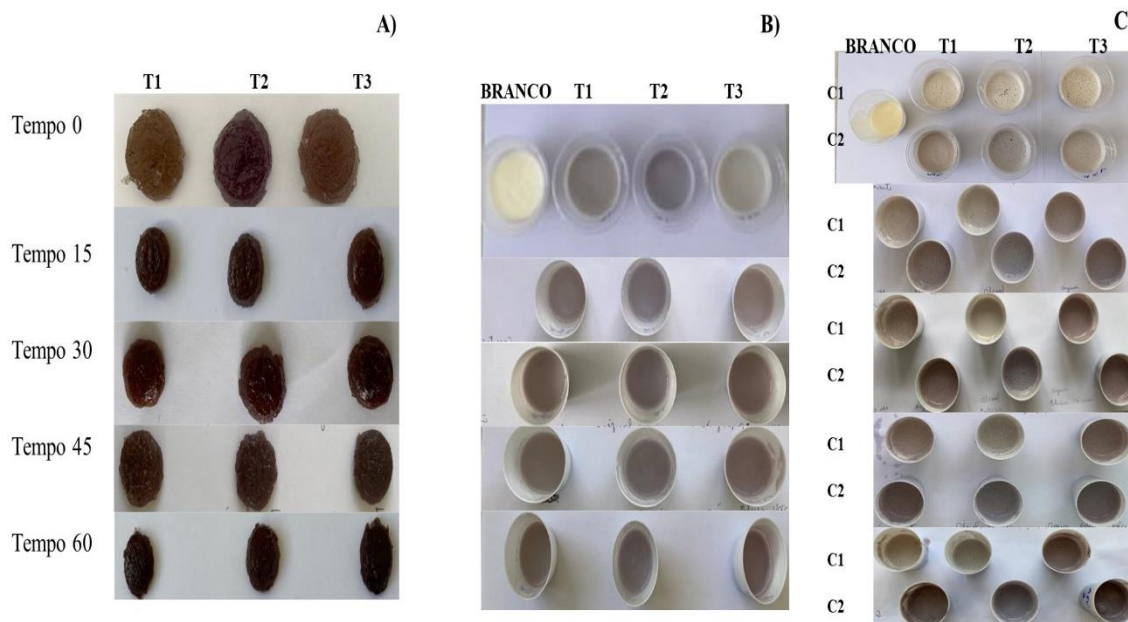 A)
T1 T2 T3
Tempo 0
Tempo 15
Tempo 30
Tempo 45
Tempo 60
B)
BRANCO T1 T2 T3
C
BRANCO T1 T2 T3
C1
C2
C1
C2
C1
C2
C1
C2
C1
C2